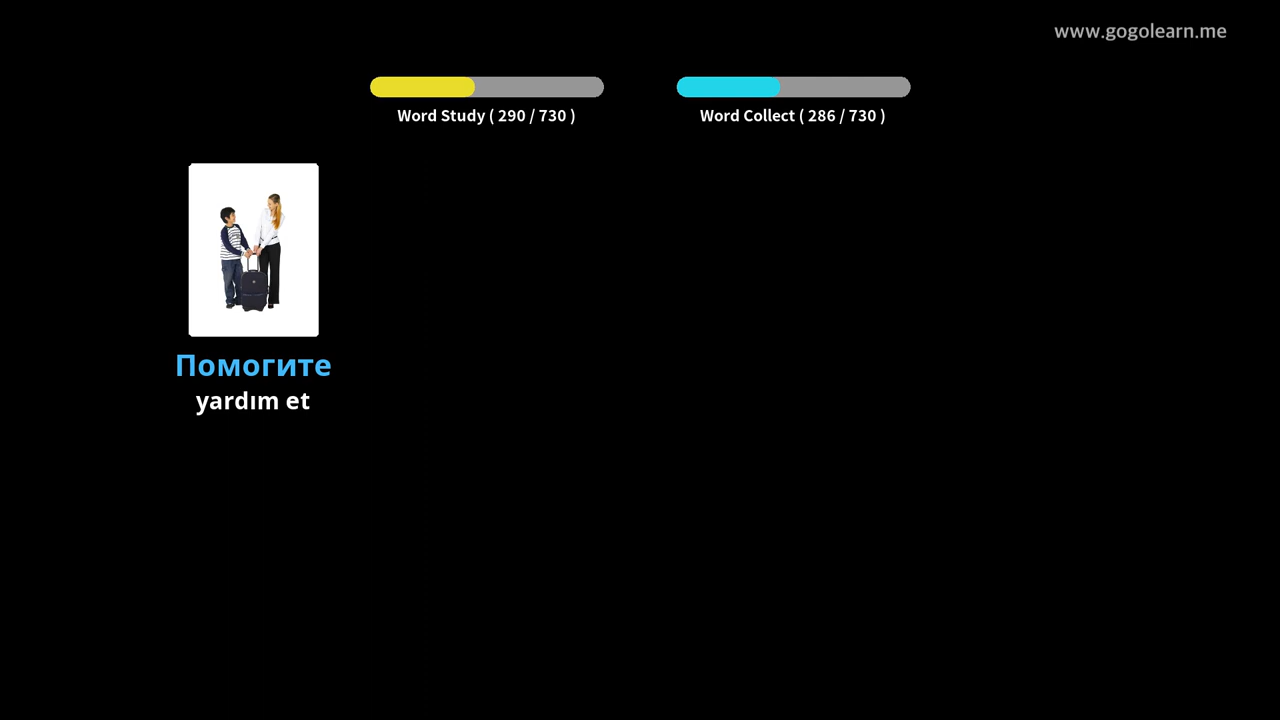 www.gogolearn.me
Word Study ( 290 / 730 )
Word Collect ( 286 / 730 )
Помогите
yardım et